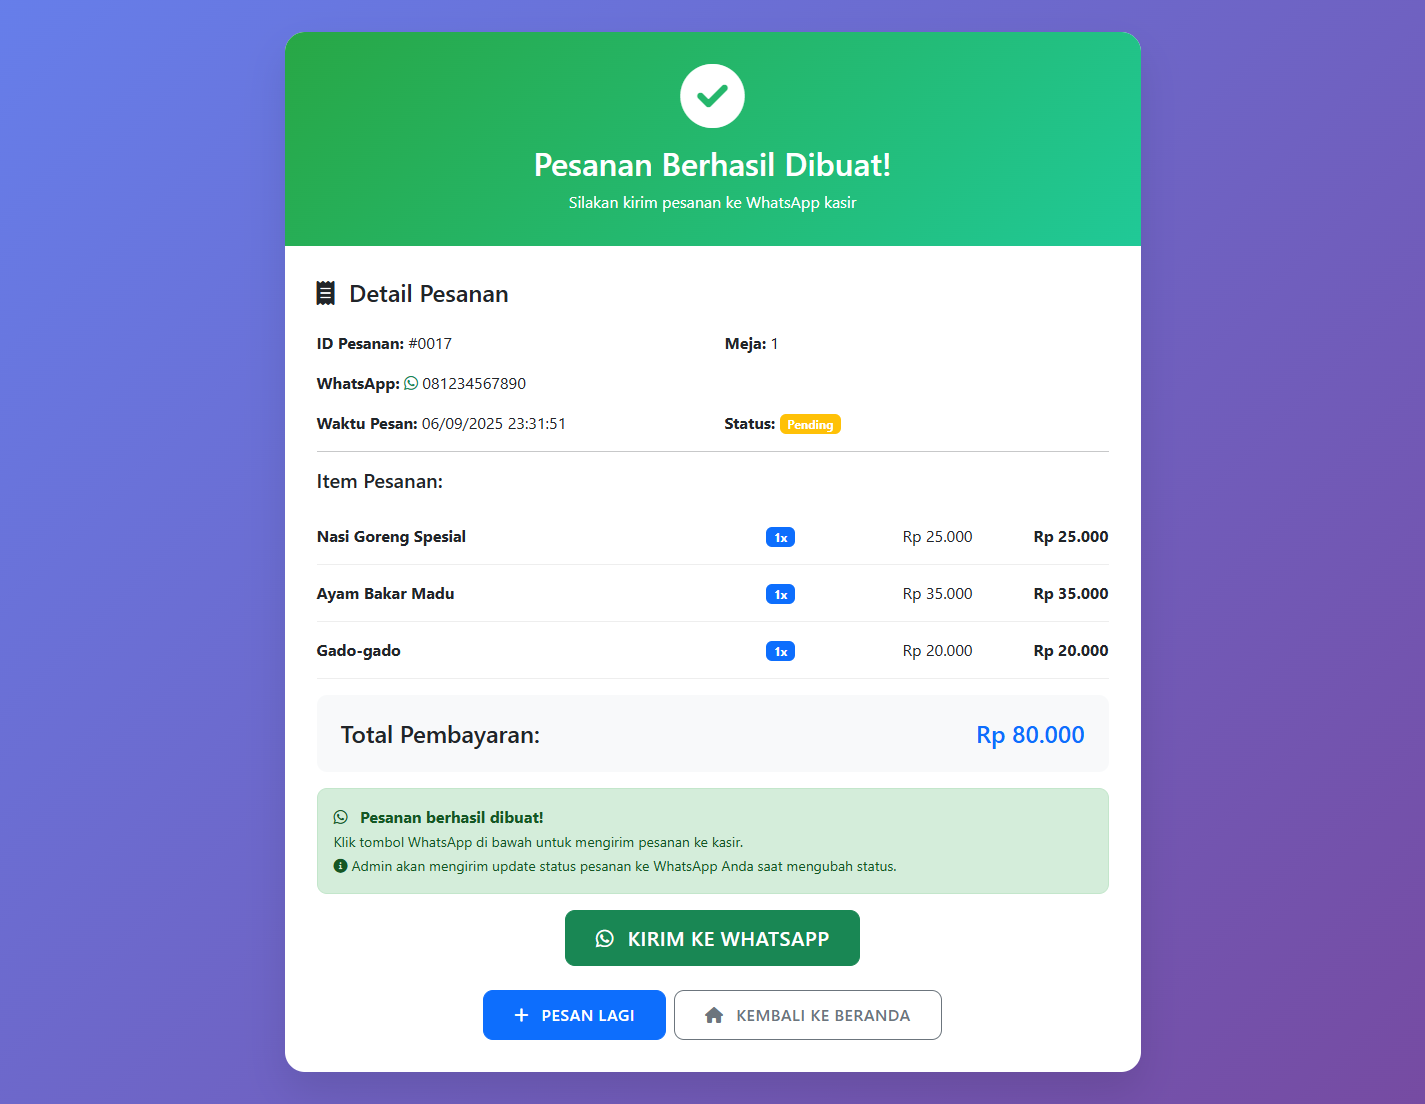 Pesanan Berhasil Dibuat!
Silakan kirim pesanan ke WhatsApp kasir
Detail Pesanan
ID Pesanan: #0017 Meja: 1
WhatsApp: 081234567890
Waktu Pesan: 06/09/2025 23:31:51 Status: Pending
Item Pesanan:
Nasi Goreng Spesial 1x Rp 25.000 Rp 25.000
Ayam Bakar Madu 1x Rp 35.000 Rp 35.000
Gado-gado 1x Rp 20.000 Rp 20.000
Total Pembayaran: Rp 80.000
Pesanan berhasil dibuat!
Klik tombol WhatsApp di bawah untuk mengirim pesanan ke kasir.
Admin akan mengirim update status pesanan ke WhatsApp Anda saat mengubah status.
KIRIM KE WHATSAPP
PESAN LAGI KEMBALI KE BERANDA